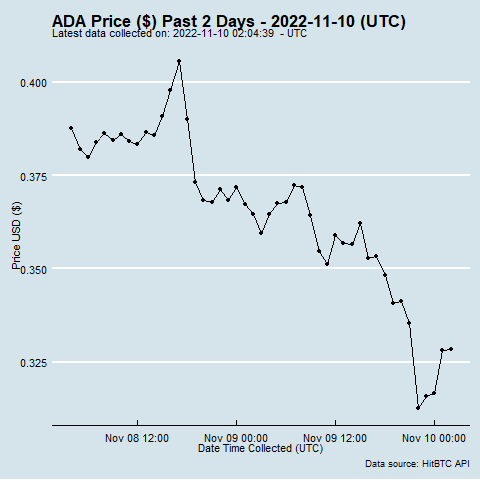 ADA Price ($) Past 2 Days - 2022-11-10 (UTC)
Latest data collected on: 2022-11-10 02:04:39 - UTC
0.400
0.375
0.350
0.325
Price USD ($)
Nov 08 12:00
Nov 09 00:00
Nov 09 12:00
Nov 10 00:00
Date Time Collected (UTC)
Data source: HitBTC API